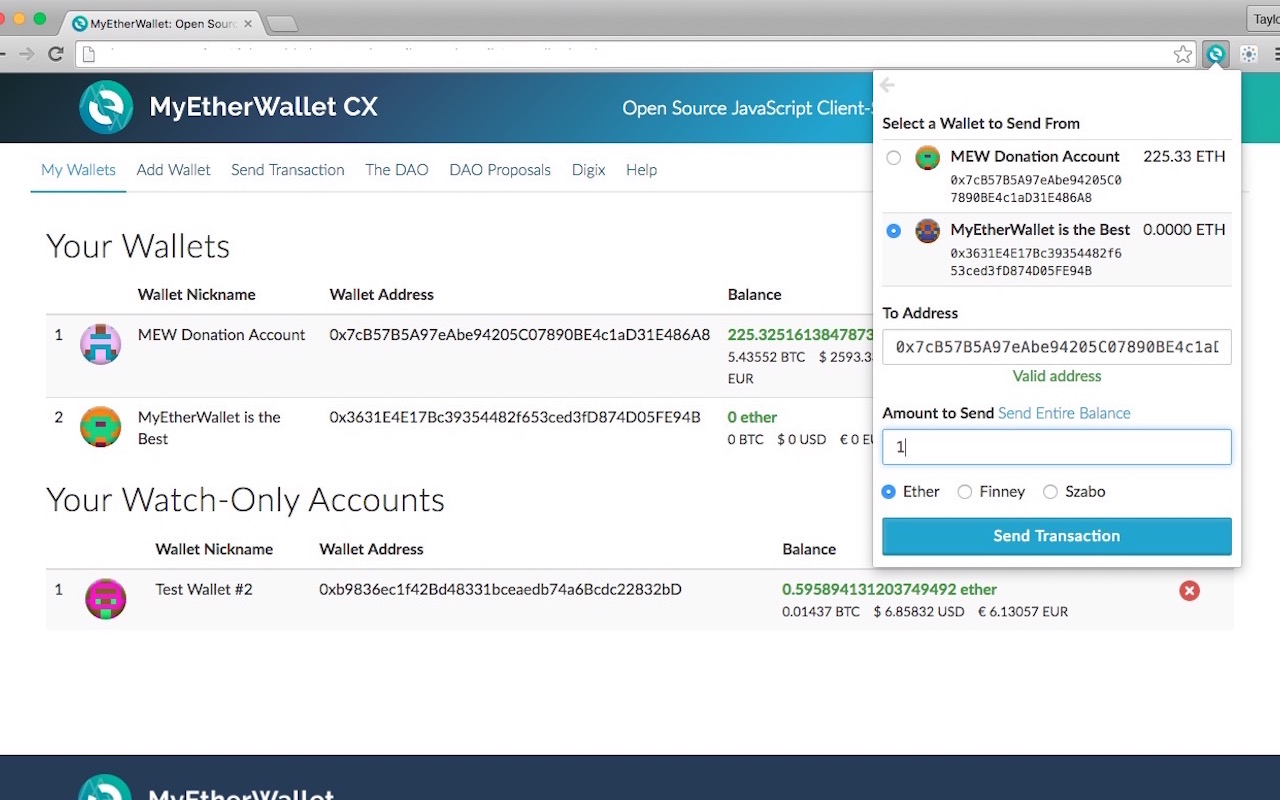 MyEtherWallet: Open Sour
Taylo
MyEtherWallet CX
Open Source JavaScript Client-S
My Wallets Add Wallet Send Transaction The DAO DAO Proposals Digix Help
Your Wallets
Wallet Nickname Wallet Address Balance
1 MEW Donation Account 0x7cB57B5A97eAbe94205C07890BE4c1aD31E486A8 225.3251613847873
5.43552 BTC $ 2593.3
EUR
2 MyEtherWallet is the 0x3631E4E17Bc39354482f653ced3fD874D05FE94B 0 ether
Best 0 BTC $ 0 USD € 0 EU
Your Watch-Only Accounts
Wallet Nickname Wallet Address Balance
1 Test Wallet #2 0xb9836ec1f42Bd48331bceaedb74a6Bcdc22832bD 0.595894131203749492 ether
0.01437 BTC $ 6.85832 USD € 6.13057 EUR
Select a Wallet to Send From
MEW Donation Account 225.33 ETH
0x7cB57B5A97eAbe94205C0
7890BE4c1aD31E486A8
MyEtherWallet is the Best 0.0000 ETH
0x3631E4E17Bc39354482f6
53ced3fD874D05FE94B
To Address
0x7cB57B5A97eAbe94205C07890BE4c1aD
Valid address
Amount to Send Send Entire Balance
1
Ether Finney Szabo
Send Transaction
MyEtherWallet